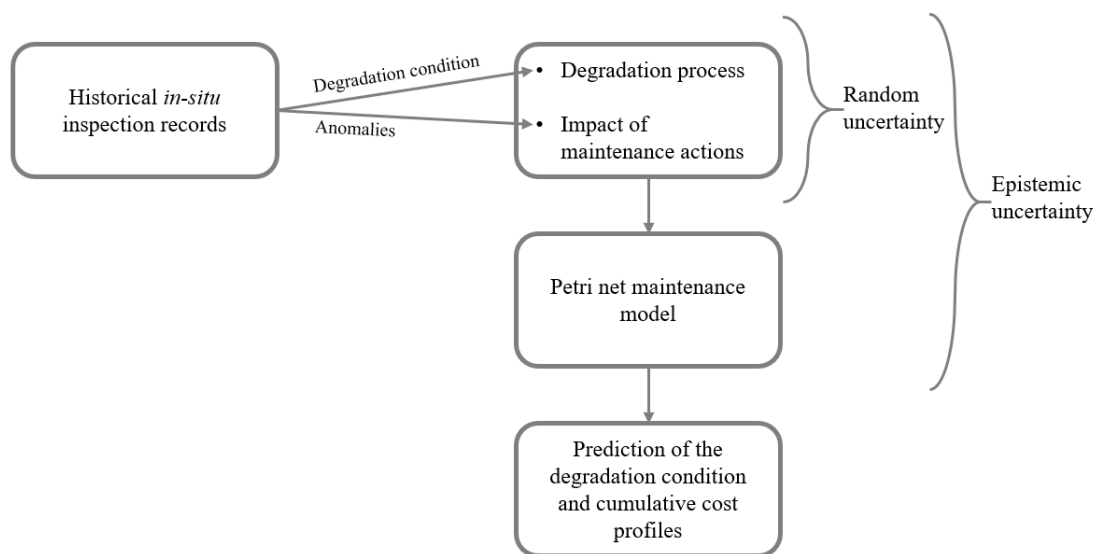 Historical in-situ
inspection records
Degradation condition
Anomalies
• Degradation process
• Impact of
maintenance actions
Random
uncertainty
Epistemic
uncertainty
Petri net maintenance
model
Prediction of the
degradation condition
and cumulative cost
profiles